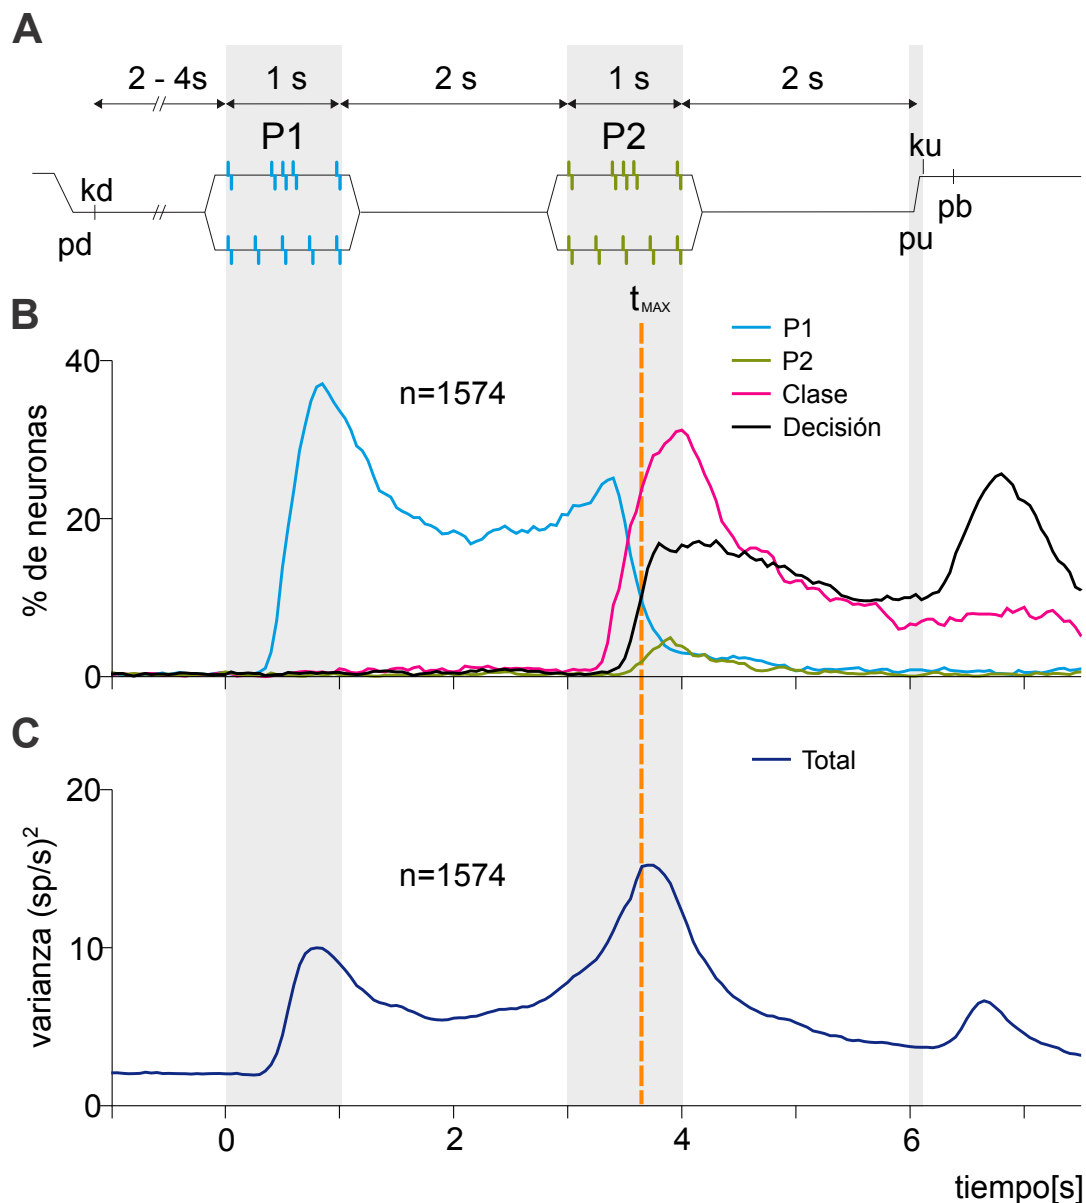 A
2 - 4s 1 s 2 s 1 s 2 s
P1 P2
kd ku
pd pu pb
B
t MAX
P1
P2
Clase
Decisión
n=1574
40
20
0
% de neuronas
C
Total
n=1574
20
10
0
varianza (sp/s)²
0 2 4 6
tiempo[s]